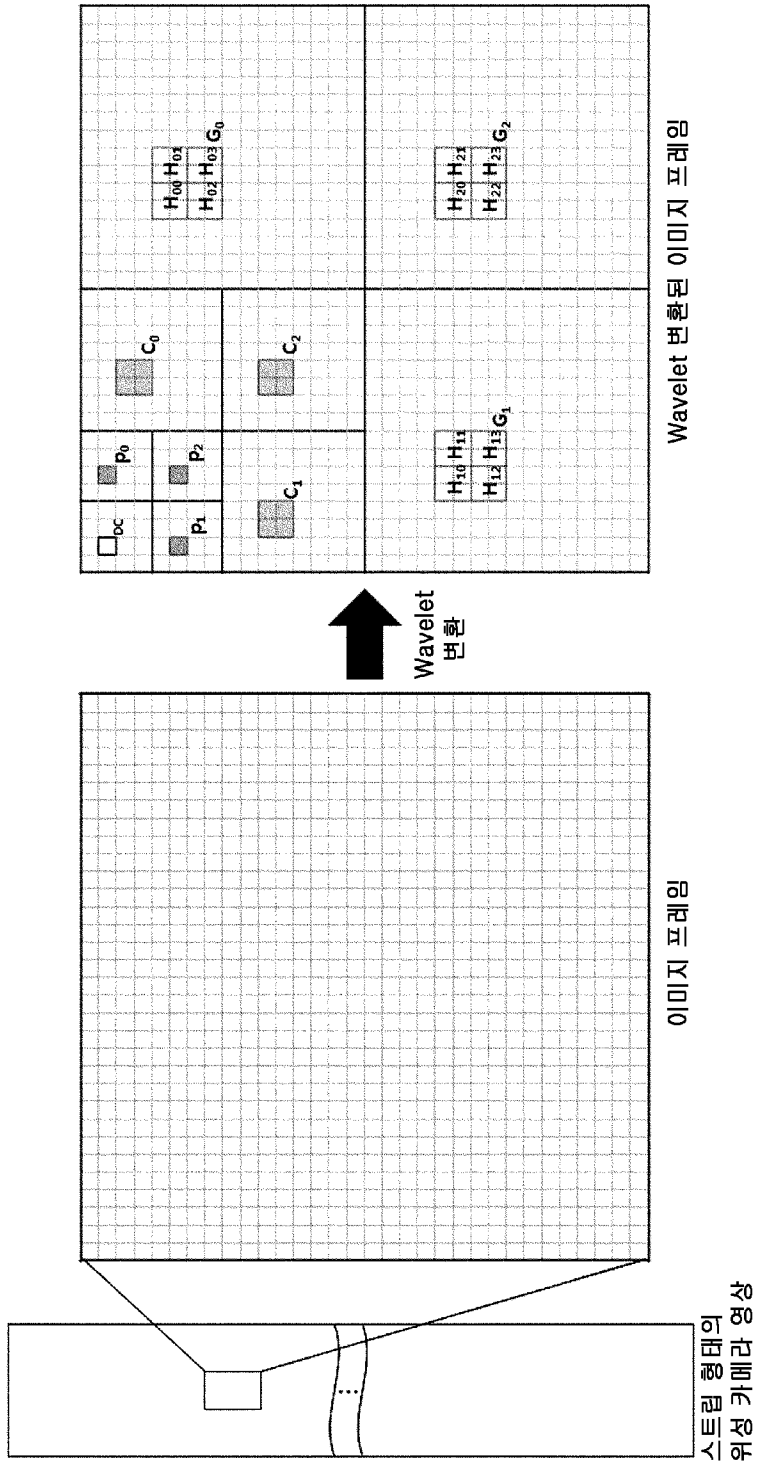 스트립 형태의
위성 카메라 영상
이미지 프레임
Wavelet
변환
DC
P₀
P₁
P₂
C₀
C₁
C₂
H₀₀ H₀₁
H₀₂ H₀₃ G₀
H₁₀ H₁₁
H₁₂ H₁₃ G₁
H₂₀ H₂₁
H₂₂ H₂₃ G₂
Wavelet 변환된 이미지 프레임